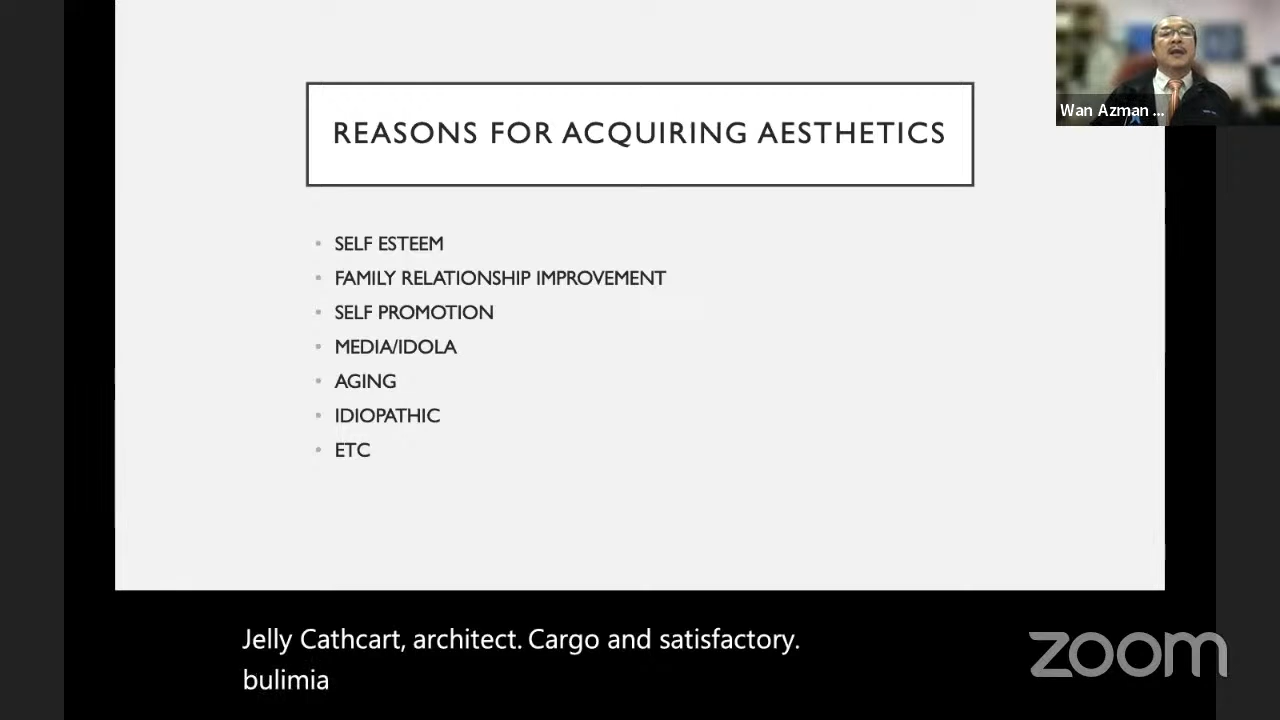 REASONS FOR ACQUIRING AESTHETICS
Wan Azman ...
SELF ESTEEM
FAMILY RELATIONSHIP IMPROVEMENT
SELF PROMOTION
MEDIA/IDOLA
AGING
IDIOPATHIC
ETC
Jelly Cathcart, architect. Cargo and satisfactory.
bulimia
zoom